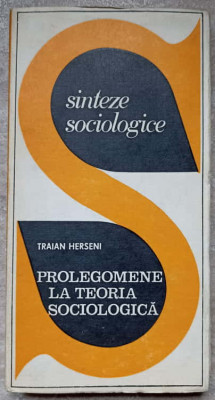 sinteze
sociologice
TRAIAN HERSENI
PROLEGOMENE
LA TEORIA
SOCIOLOGICĂ